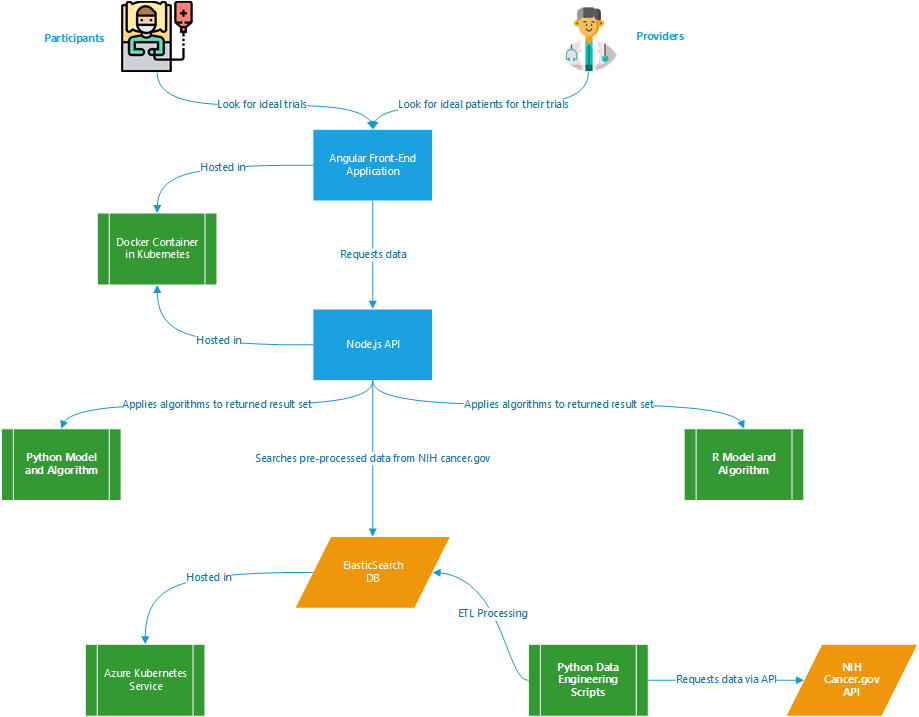 Participants
Providers
Look for ideal trials
Look for ideal patients for their trials
Angular Front-End
Application
Hosted in
Docker Container
in Kubernetes
Requests data
Hosted in
Node.js API
Applies algorithms to returned result set
Applies algorithms to returned result set
Python Model
and Algorithm
Searches pre-processed data from NIH cancer.gov
R Model and
Algorithm
ElasticSearch
DB
Hosted in
ETL Processing
Azure Kubernetes
Service
Python Data
Engineering
Scripts
Requests data via API
NIH
Cancer.gov
API